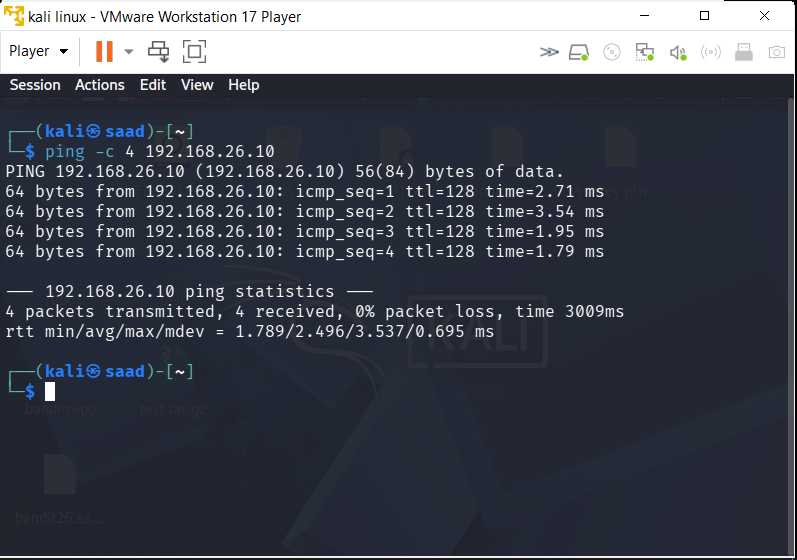 kali linux - VMware Workstation 17 Player
Player
Session Actions Edit View Help
┌──(kali㉿saad)-[~]
└─$ ping -c 4 192.168.26.10
PING 192.168.26.10 (192.168.26.10) 56(84) bytes of data.
64 bytes from 192.168.26.10: icmp_seq=1 ttl=128 time=2.71 ms
64 bytes from 192.168.26.10: icmp_seq=2 ttl=128 time=3.54 ms
64 bytes from 192.168.26.10: icmp_seq=3 ttl=128 time=1.95 ms
64 bytes from 192.168.26.10: icmp_seq=4 ttl=128 time=1.79 ms
--- 192.168.26.10 ping statistics ---
4 packets transmitted, 4 received, 0% packet loss, time 3009ms
rtt min/avg/max/mdev = 1.789/2.496/3.537/0.695 ms
┌──(kali㉿saad)-[~]
└─$
KALI
banditrepo test.tar.gz
bandit26.ss...